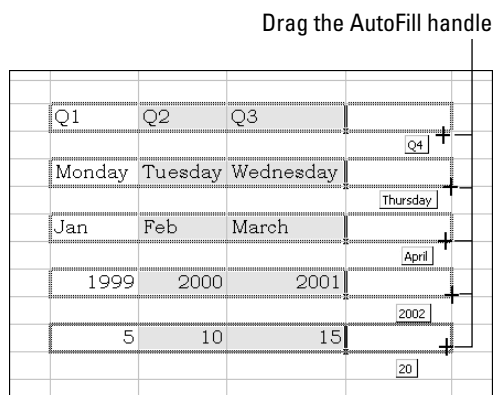 Drag the AutoFill handle
Q1 Q2 Q3
Q4
Monday Tuesday Wednesday
Thursday
Jan Feb March
April
1999 2000 2001
2002
5 10 15
20